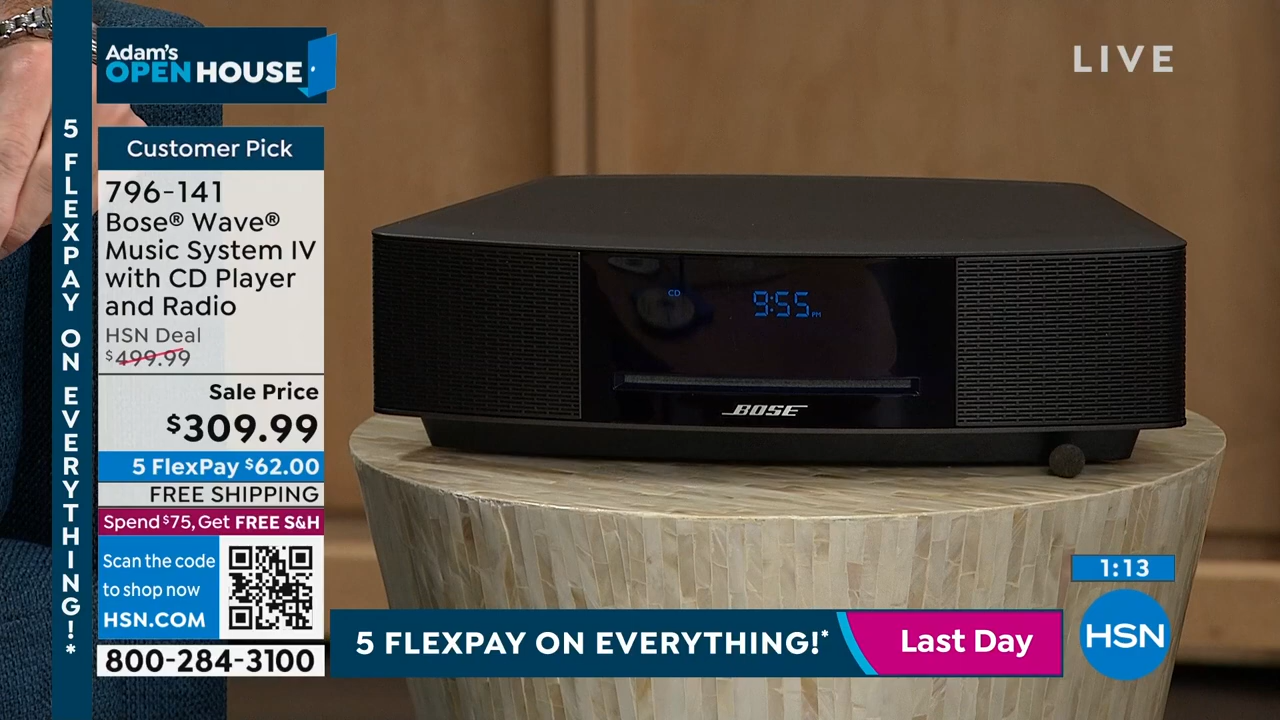 Adam's
OPEN HOUSE
LIVE
5 FLEXPAY ON EVERYTHING!*
Customer Pick
796-141
Bose® Wave®
Music System IV
with CD Player
and Radio
HSN Deal
$499.99
Sale Price
$309.99
5 FlexPay $62.00
FREE SHIPPING
Spend $75, Get FREE S&H
Scan the code
to shop now
HSN.COM
800-284-3100
CD
9:55 PM
BOSE
5 FLEXPAY ON EVERYTHING!*
Last Day
1:13
HSN